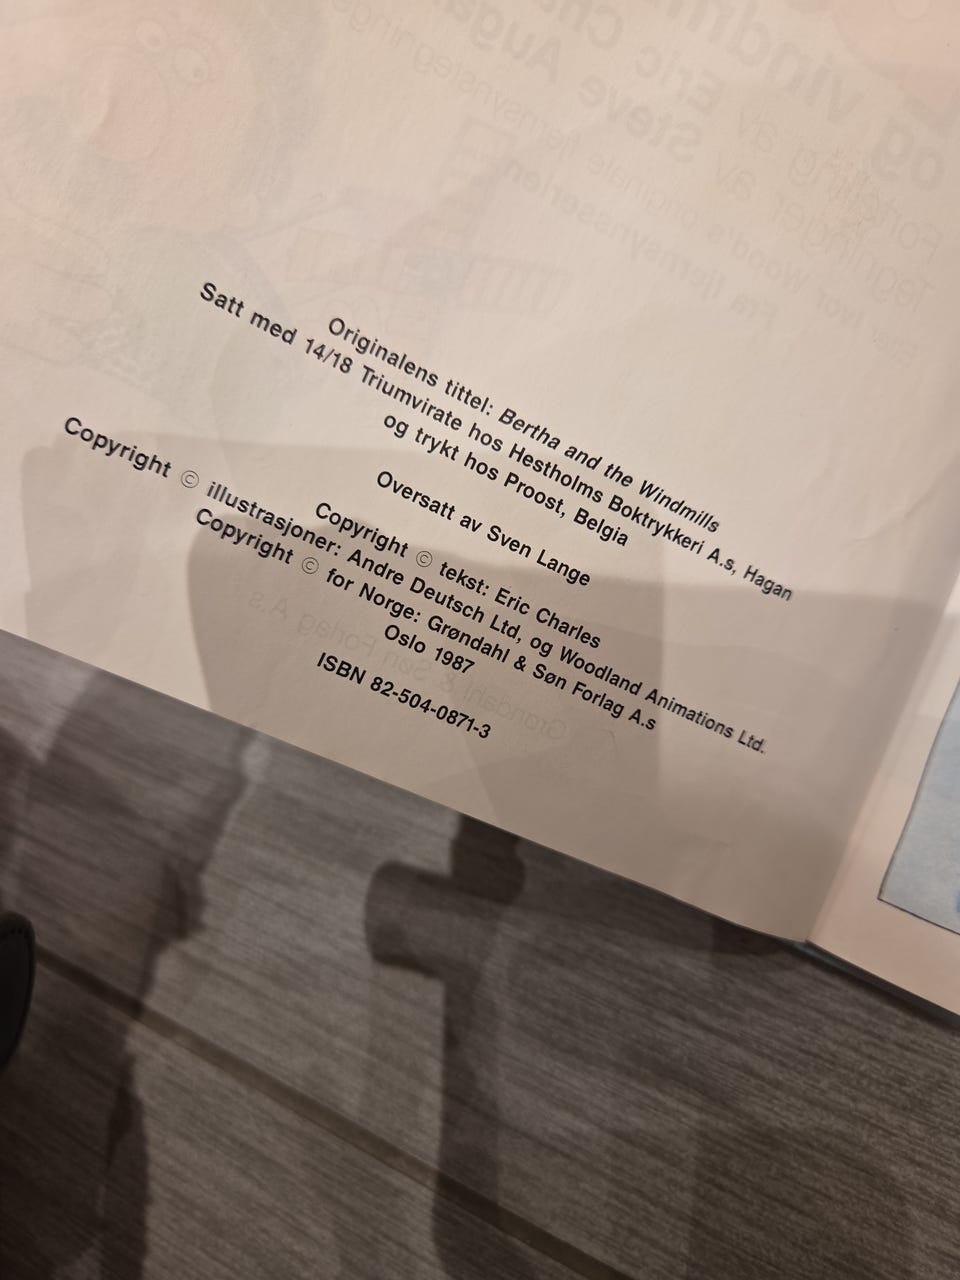 Originalens tittel: Bertha and the Windmills
Satt med 14/18 Triumvirate hos Hestholms Boktrykkeri A.s, Hagan
og trykt hos Proost, Belgia
Oversatt av Sven Lange
Copyright © tekst: Eric Charles
Copyright © illustrasjoner: Andre Deutsch Ltd, og Woodland Animations Ltd.
Copyright © for Norge: Grøndahl & Søn Forlag A.s
Oslo 1987
ISBN 82-504-0871-3